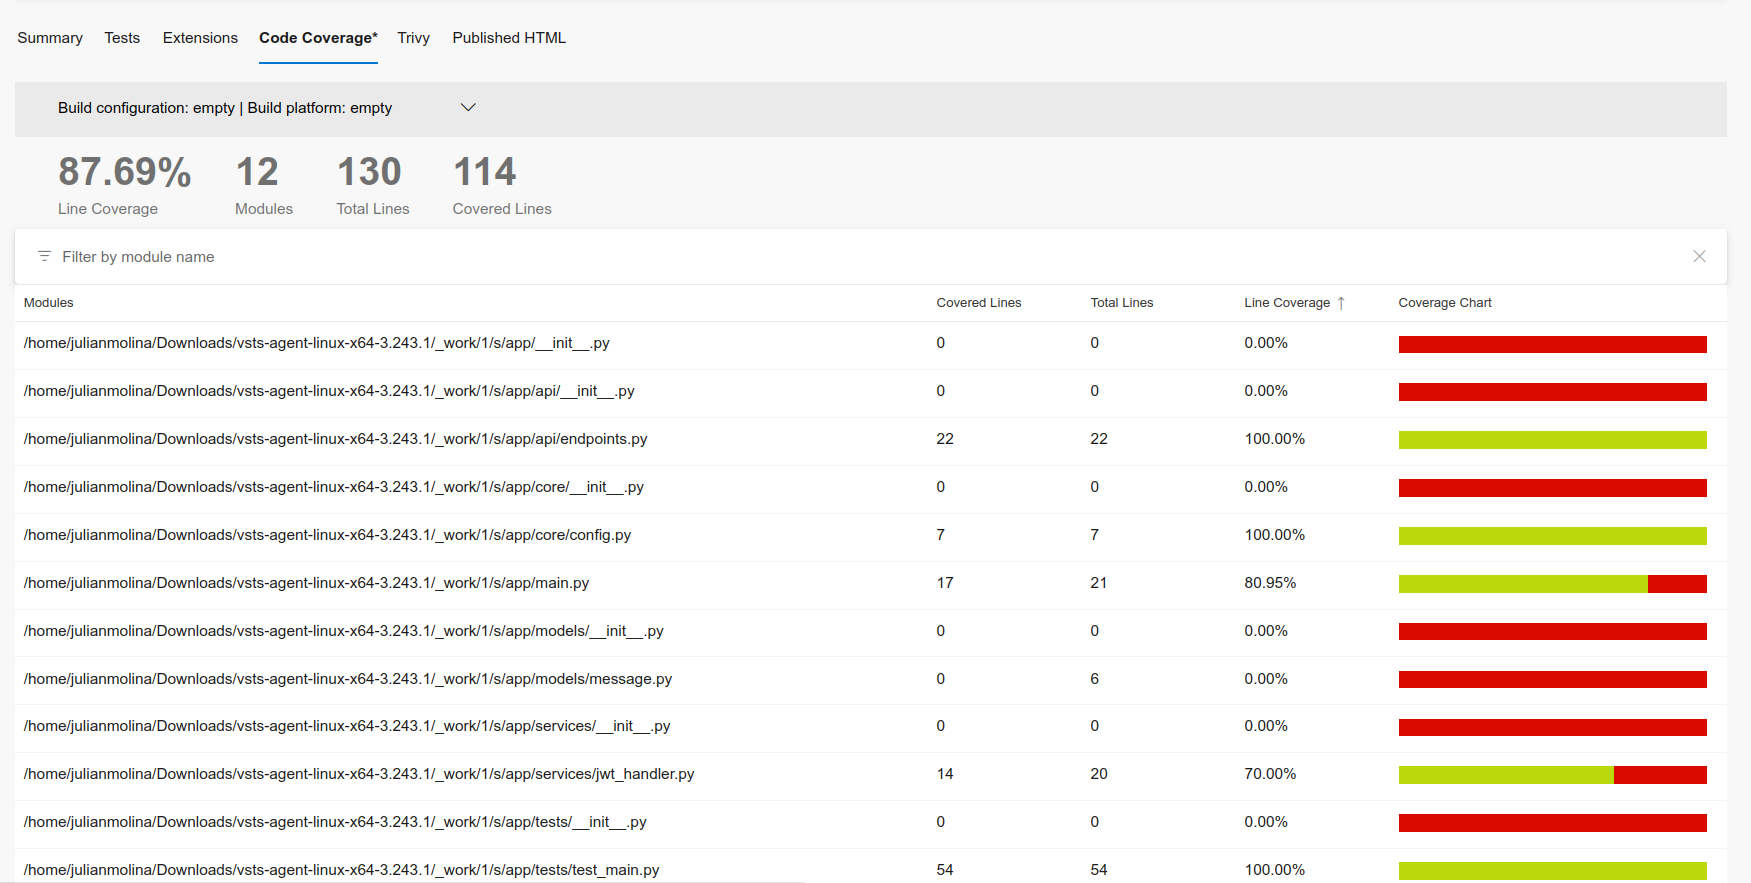 Summary Tests Extensions Code Coverage* Trivy Published HTML
Build configuration: empty | Build platform: empty
87.69% 12 130 114
Line Coverage Modules Total Lines Covered Lines
Filter by module name
Modules Covered Lines Total Lines Line Coverage ↑ Coverage Chart
/home/julianmolina/Downloads/vsts-agent-linux-x64-3.243.1/_work/1/s/app/__init__.py 0 0 0.00%
/home/julianmolina/Downloads/vsts-agent-linux-x64-3.243.1/_work/1/s/app/api/__init__.py 0 0 0.00%
/home/julianmolina/Downloads/vsts-agent-linux-x64-3.243.1/_work/1/s/app/api/endpoints.py 22 22 100.00%
/home/julianmolina/Downloads/vsts-agent-linux-x64-3.243.1/_work/1/s/app/core/__init__.py 0 0 0.00%
/home/julianmolina/Downloads/vsts-agent-linux-x64-3.243.1/_work/1/s/app/core/config.py 7 7 100.00%
/home/julianmolina/Downloads/vsts-agent-linux-x64-3.243.1/_work/1/s/app/main.py 17 21 80.95%
/home/julianmolina/Downloads/vsts-agent-linux-x64-3.243.1/_work/1/s/app/models/__init__.py 0 0 0.00%
/home/julianmolina/Downloads/vsts-agent-linux-x64-3.243.1/_work/1/s/app/models/message.py 0 6 0.00%
/home/julianmolina/Downloads/vsts-agent-linux-x64-3.243.1/_work/1/s/app/services/__init__.py 0 0 0.00%
/home/julianmolina/Downloads/vsts-agent-linux-x64-3.243.1/_work/1/s/app/services/jwt_handler.py 14 20 70.00%
/home/julianmolina/Downloads/vsts-agent-linux-x64-3.243.1/_work/1/s/app/tests/__init__.py 0 0 0.00%
/home/julianmolina/Downloads/vsts-agent-linux-x64-3.243.1/_work/1/s/app/tests/test_main.py 54 54 100.00%